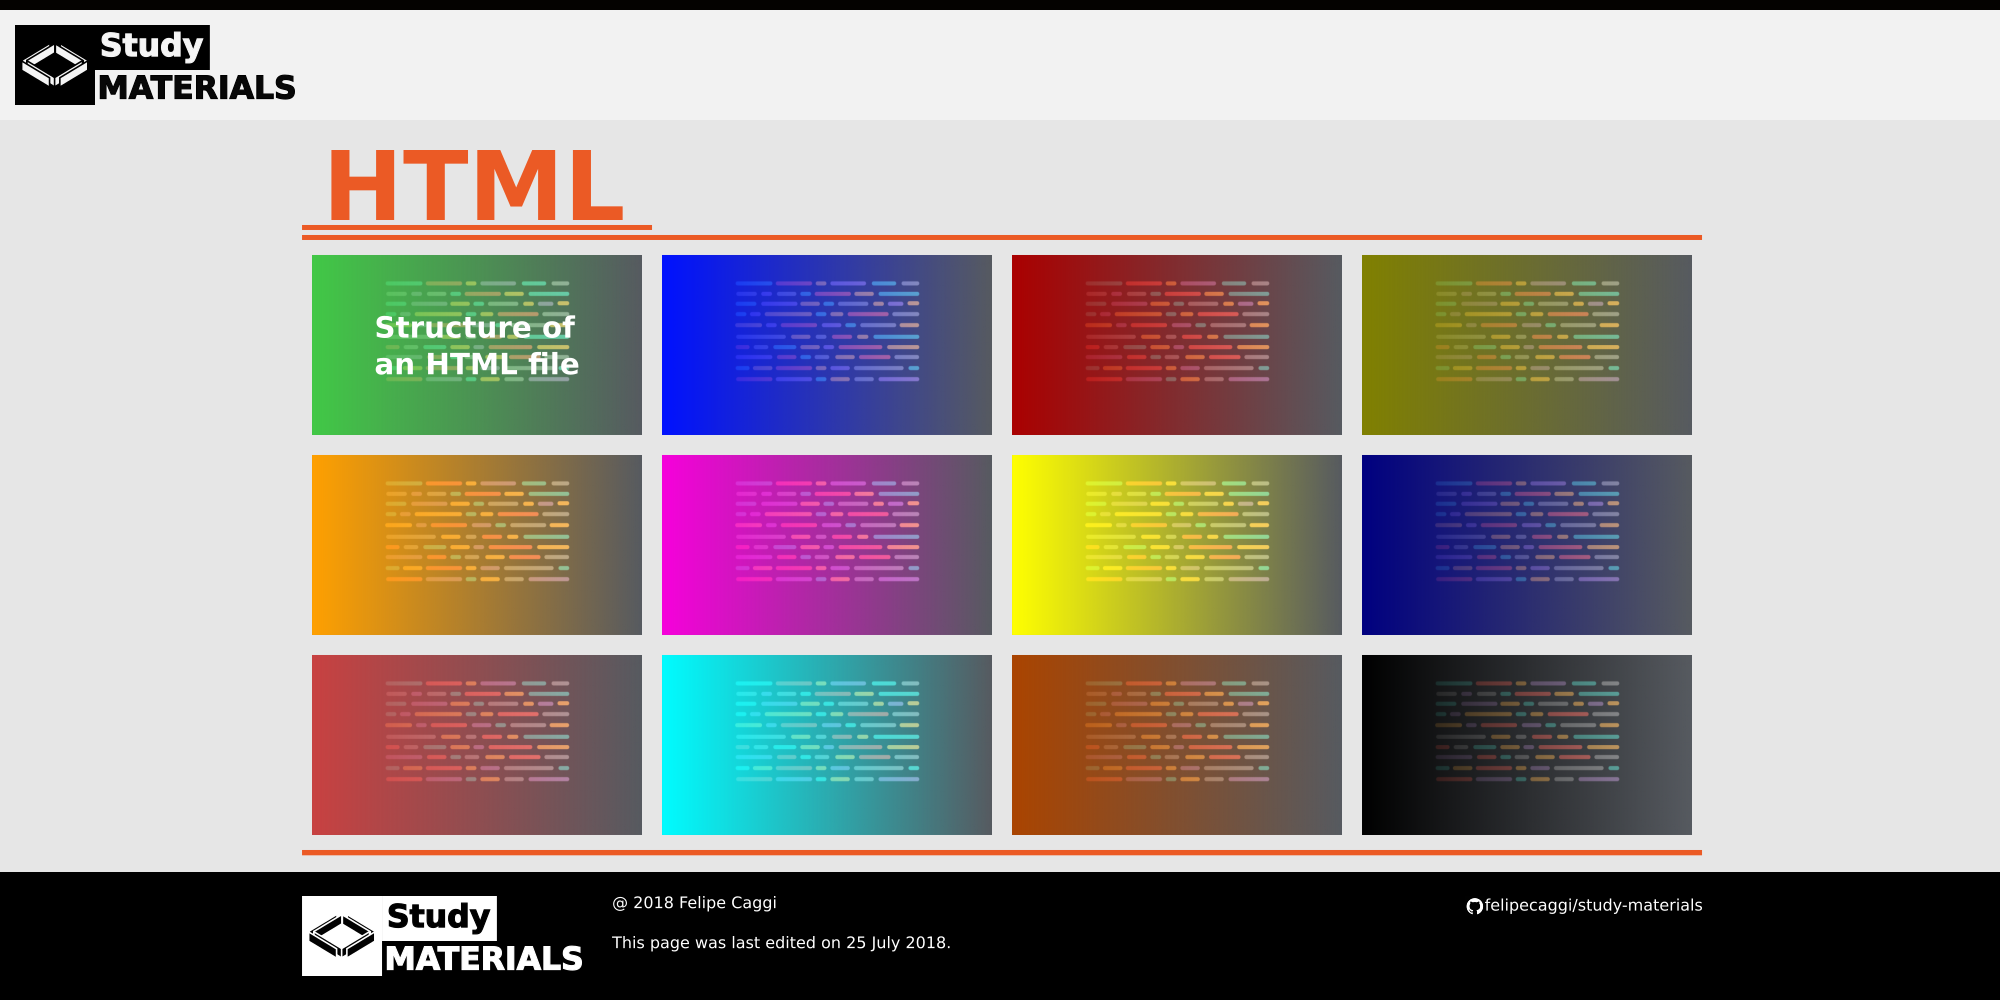 Study
MATERIALS
HTML
Structure of
an HTML file
Study
MATERIALS
@ 2018 Felipe Caggi
This page was last edited on 25 July 2018.
felipecaggi/study-materials